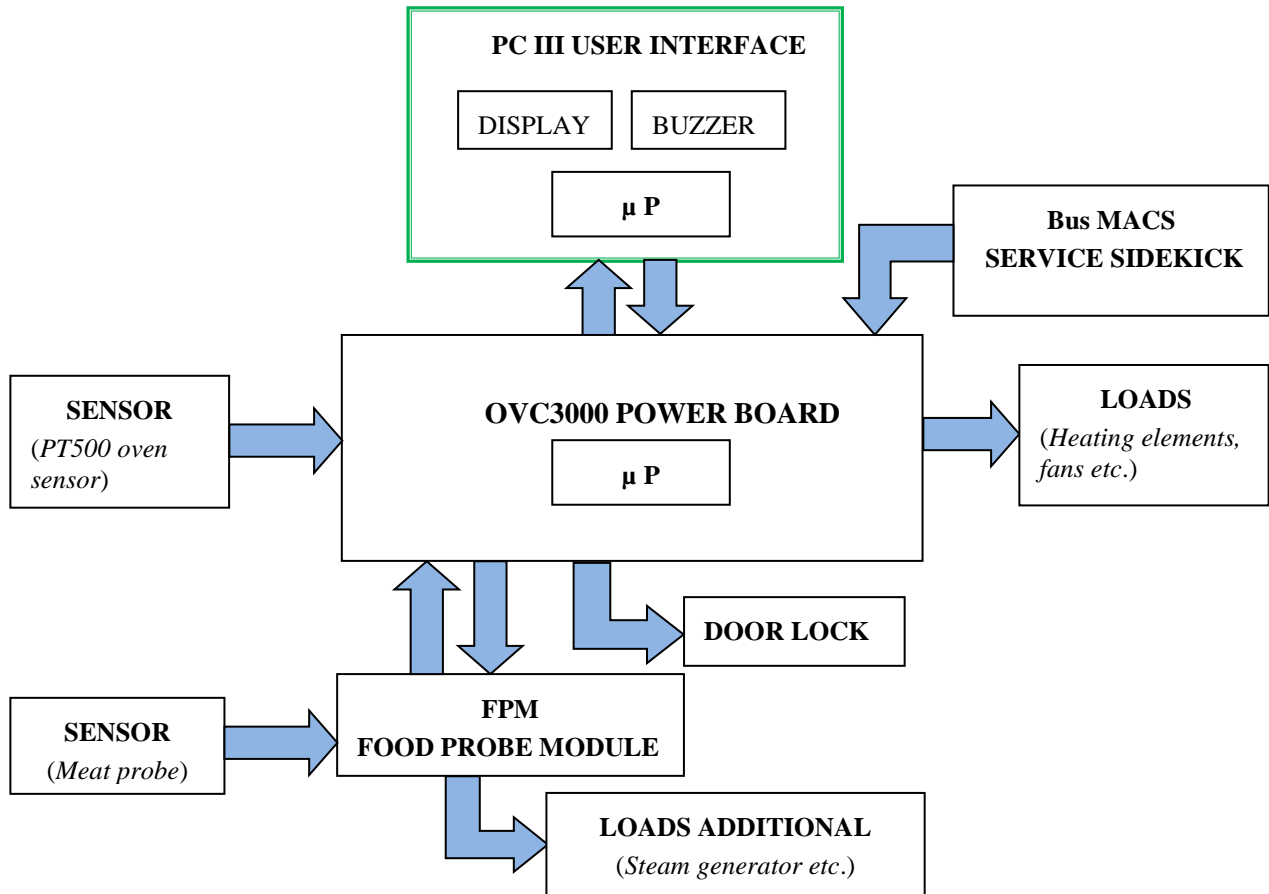 PC III USER INTERFACE
DISPLAY
BUZZER
µ P
Bus MACS
SERVICE SIDEKICK
SENSOR
(PT500 oven
sensor)
OVC3000 POWER BOARD
µ P
LOADS
(Heating elements,
fans etc.)
DOOR LOCK
SENSOR
(Meat probe)
FPM
FOOD PROBE MODULE
LOADS ADDITIONAL
(Steam generator etc.)